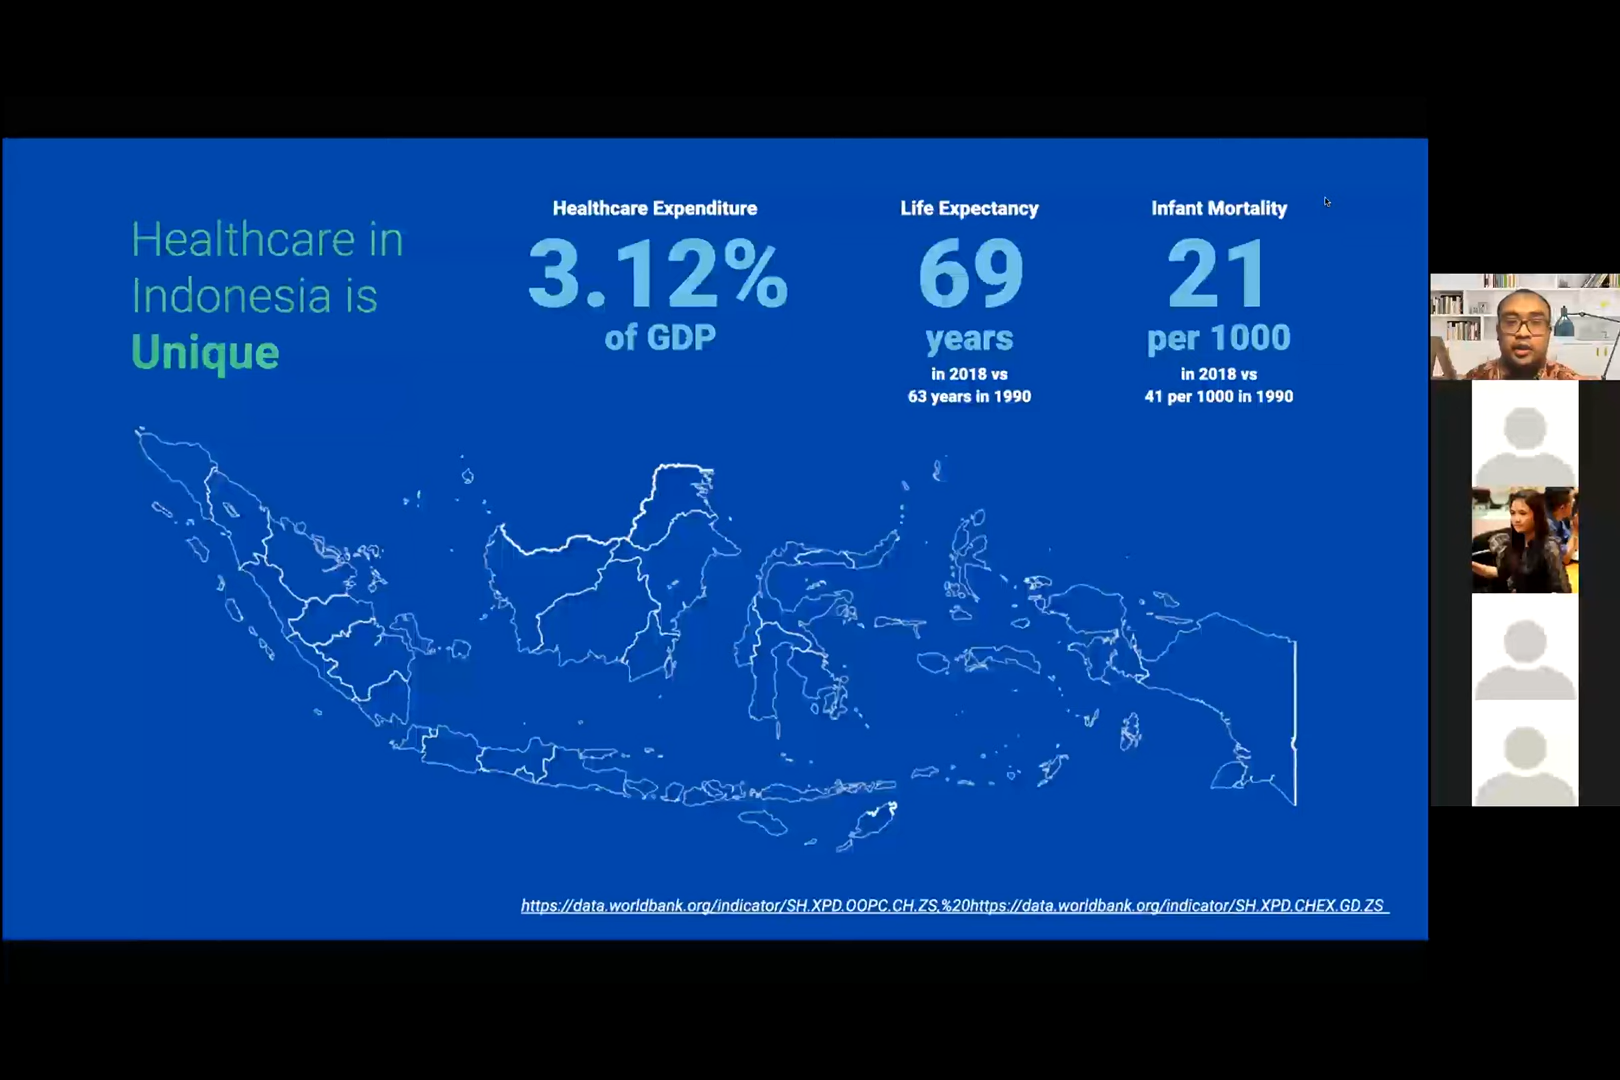 Healthcare in
Indonesia is
Unique
Healthcare Expenditure
3.12%
of GDP
Life Expectancy
69
years
in 2018 vs
63 years in 1990
Infant Mortality
21
per 1000
in 2018 vs
41 per 1000 in 1990
https://data.worldbank.org/indicator/SH.XPD.OOPC.CH.ZS,%20https://data.worldbank.org/indicator/SH.XPD.CHEX.GD.ZS